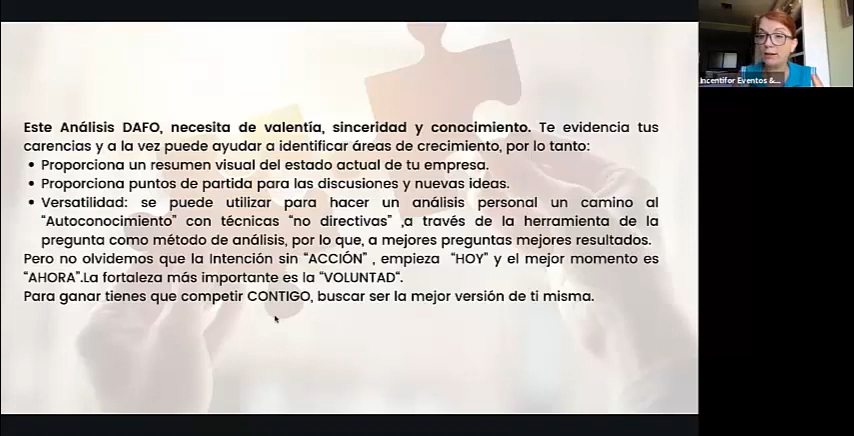 Este Análisis DAFO, necesita de valentía, sinceridad y conocimiento. Te evidencia tus
carencias y a la vez puede ayudar a identificar áreas de crecimiento, por lo tanto:
• Proporciona un resumen visual del estado actual de tu empresa.
• Proporciona puntos de partida para las discusiones y nuevas ideas.
• Versatilidad: se puede utilizar para hacer un análisis personal un camino al
"Autoconocimiento" con técnicas "no directivas" ,a través de la herramienta de la
pregunta como método de análisis, por lo que, a mejores preguntas mejores resultados.
Pero no olvidemos que la Intención sin "ACCIÓN" , empieza "HOY" y el mejor momento es
"AHORA".La fortaleza más importante es la "VOLUNTAD".
Para ganar tienes que competir CONTIGO, buscar ser la mejor versión de ti misma.
Incentifor Eventos &...